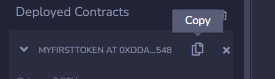 Deployed Contracts
Copy
MYFIRSTTOKEN AT 0XDDA...548